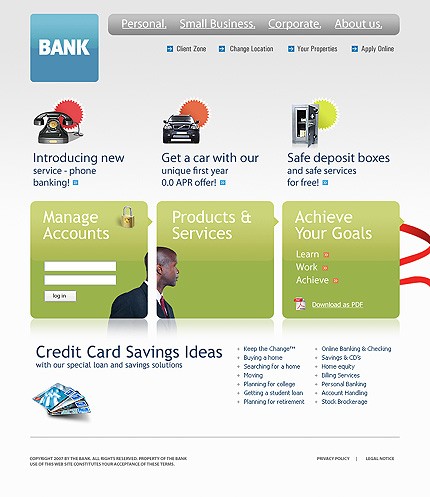 BANK
Personal. Small Business. Corporate. About us.
Client Zone Change Location Your Properties Apply Online
Introducing new
service - phone
banking!
Get a car with our
unique first year
0.0 APR offer!
Safe deposit boxes
and safe services
for free!
Manage
Accounts
log in
Products &
Services
Achieve
Your Goals
Learn
Work
Achieve
Download as PDF
Credit Card Savings Ideas
with our special loan and savings solutions
+ Keep the Change™
+ Buying a home
+ Searching for a home
+ Moving
+ Planning for college
+ Getting a student loan
+ Planning for retirement
+ Online Banking & Checking
+ Savings & CD's
+ Home equity
+ Billing Services
+ Personal Banking
+ Account Handling
+ Stock Brockerage
COPYRIGHT 2007 BY THE BANK. ALL RIGHTS RESERVED. PROPERTY OF THE BANK
USE OF THIS WEB SITE CONSTITUTES YOUR ACCEPTANCE OF THESE TERMS.
PRIVACY POLICY | LEGAL NOTICE